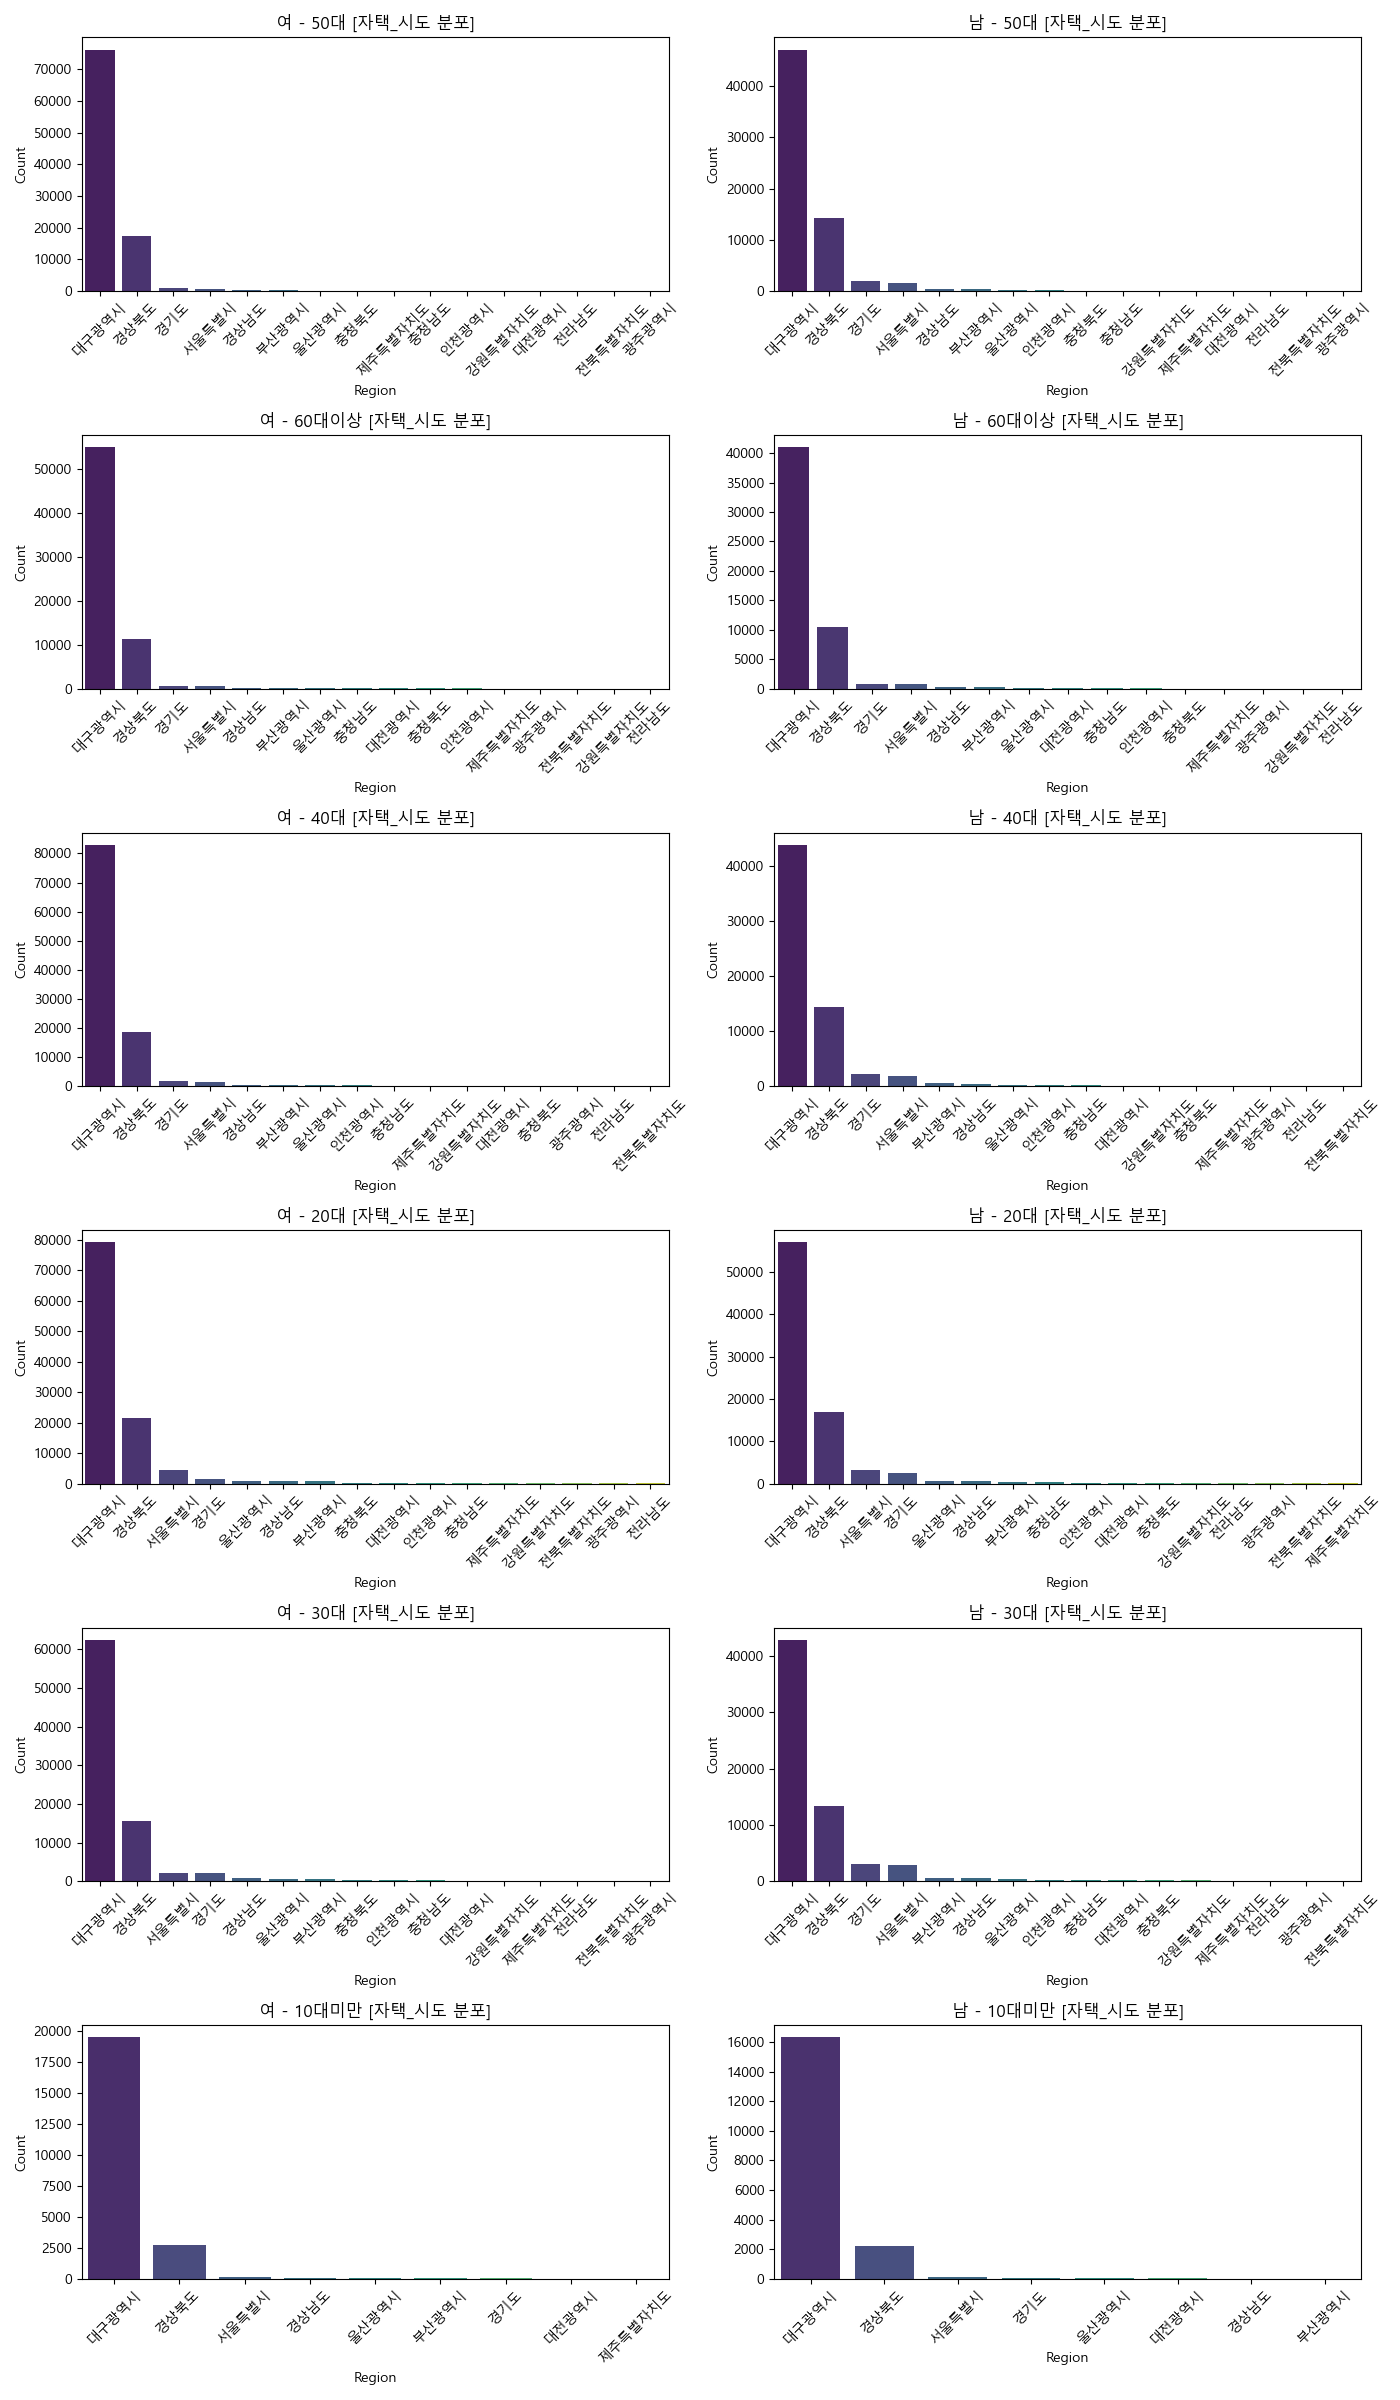 여 - 50대 [자택_시도 분포]
70000
60000
50000
40000
30000
20000
10000
0
Count
대구광역시
경상북도
경기도
서울특별시
경상남도
부산광역시
울산광역시
충청북도
제주특별자치도
충청남도
인천광역시
강원특별자치도
대전광역시
전라남도
전북특별자치도
광주광역시
Region
남 - 50대 [자택_시도 분포]
40000
30000
20000
10000
0
Count
대구광역시
경상북도
경기도
서울특별시
경상남도
부산광역시
울산광역시
인천광역시
충청북도
충청남도
강원특별자치도
제주특별자치도
대전광역시
전라남도
전북특별자치도
광주광역시
Region
여 - 60대이상 [자택_시도 분포]
50000
40000
30000
20000
10000
0
Count
대구광역시
경상북도
경기도
서울특별시
경상남도
부산광역시
울산광역시
충청남도
대전광역시
충청북도
인천광역시
제주특별자치도
광주광역시
전북특별자치도
강원특별자치도
전라남도
Region
남 - 60대이상 [자택_시도 분포]
40000
35000
30000
25000
20000
15000
10000
5000
0
Count
대구광역시
경상북도
경기도
서울특별시
경상남도
부산광역시
울산광역시
대전광역시
충청남도
인천광역시
충청북도
제주특별자치도
광주광역시
강원특별자치도
전라남도
Region
여 - 40대 [자택_시도 분포]
80000
70000
60000
50000
40000
30000
20000
10000
0
Count
대구광역시
경상북도
경기도
서울특별시
경상남도
부산광역시
울산광역시
인천광역시
충청남도
제주특별자치도
강원특별자치도
대전광역시
충청북도
광주광역시
전라남도
전북특별자치도
Region
남 - 40대 [자택_시도 분포]
40000
30000
20000
10000
0
Count
대구광역시
경상북도
경기도
서울특별시
부산광역시
경상남도
울산광역시
인천광역시
충청남도
대전광역시
강원특별자치도
충청북도
제주특별자치도
광주광역시
전라남도
전북특별자치도
Region
여 - 20대 [자택_시도 분포]
80000
70000
60000
50000
40000
30000
20000
10000
0
Count
대구광역시
경상북도
서울특별시
경기도
울산광역시
경상남도
부산광역시
충청북도
대전광역시
인천광역시
충청남도
제주특별자치도
강원특별자치도
전북특별자치도
광주광역시
전라남도
Region
남 - 20대 [자택_시도 분포]
50000
40000
30000
20000
10000
0
Count
대구광역시
경상북도
서울특별시
경기도
울산광역시
경상남도
부산광역시
충청남도
인천광역시
대전광역시
충청북도
강원특별자치도
전라남도
광주광역시
전북특별자치도
제주특별자치도
Region
여 - 30대 [자택_시도 분포]
60000
50000
40000
30000
20000
10000
0
Count
대구광역시
경상북도
서울특별시
경기도
경상남도
울산광역시
부산광역시
충청북도
인천광역시
충청남도
대전광역시
강원특별자치도
제주특별자치도
전라남도
전북특별자치도
광주광역시
Region
남 - 30대 [자택_시도 분포]
40000
30000
20000
10000
0
Count
대구광역시
경상북도
경기도
서울특별시
부산광역시
경상남도
울산광역시
인천광역시
충청남도
대전광역시
충청북도
강원특별자치도
제주특별자치도
전라남도
광주광역시
전북특별자치도
Region
여 - 10대미만 [자택_시도 분포]
20000
17500
15000
12500
10000
7500
5000
2500
0
Count
대구광역시
경상북도
서울특별시
경상남도
울산광역시
부산광역시
경기도
대전광역시
제주특별자치도
Region
남 - 10대미만 [자택_시도 분포]
16000
14000
12000
10000
8000
6000
4000
2000
0
Count
대구광역시
경상북도
서울특별시
경기도
울산광역시
대전광역시
경상남도
부산광역시
Region